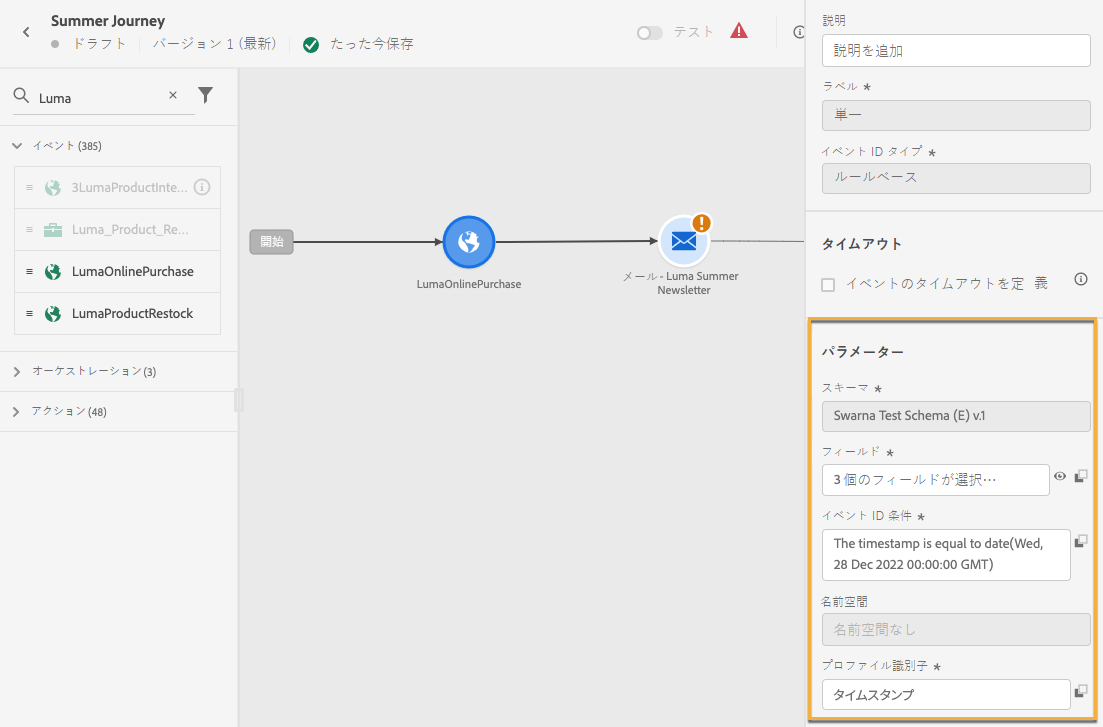 Summer Journey
ドラフト
バージョン 1 (最新)
たった今保存
テスト
Luma
イベント (385)
3LumaProductInte...
Luma_Product_Re...
LumaOnlinePurchase
LumaProductRestock
オーケストレーション (3)
アクション (48)
開始
LumaOnlinePurchase
メール - Luma Summer
Newsletter
説明
説明を追加
ラベル *
単一
イベント ID タイプ *
ルールベース
タイムアウト
イベントのタイムアウトを定 義
パラメーター
スキーマ *
Swarna Test Schema (E) v.1
フィールド *
3 個のフィールドが選択…
イベント ID 条件 *
The timestamp is equal to date(Wed,
28 Dec 2022 00:00:00 GMT)
名前空間
名前空間なし
プロファイル識別子 *
タイムスタンプ